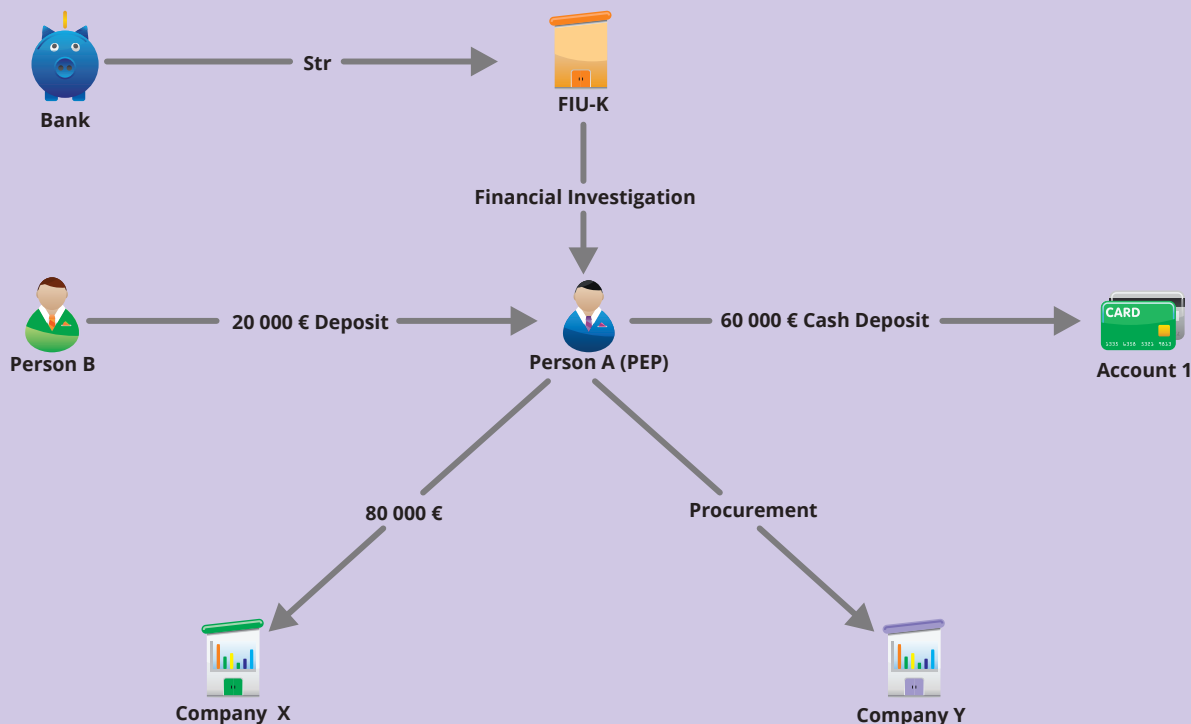 Str
Bank
FIU-K
Financial Investigation
20 000 € Deposit
60 000 € Cash Deposit
CARD
Person B
Person A (PEP)
Account 1
80 000 €
Procurement
Company X
Company Y